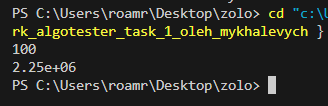 PS C:\Users\roamr\Desktop\zolo> cd "c:\
rk_algotester_task_1_oleh_mykhalevych }
100
2.25e+06
PS C:\Users\roamr\Desktop\zolo>